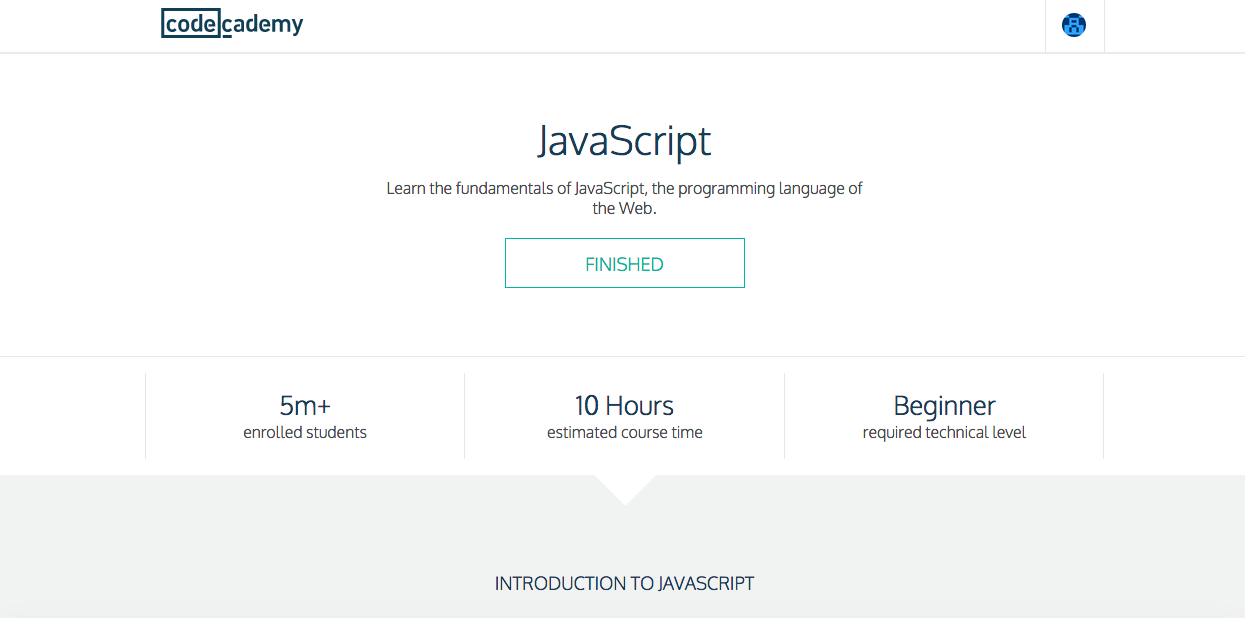 codecademy
JavaScript
Learn the fundamentals of JavaScript, the programming language of
the Web.
FINISHED
5m+
enrolled students
10 Hours
estimated course time
Beginner
required technical level
INTRODUCTION TO JAVASCRIPT